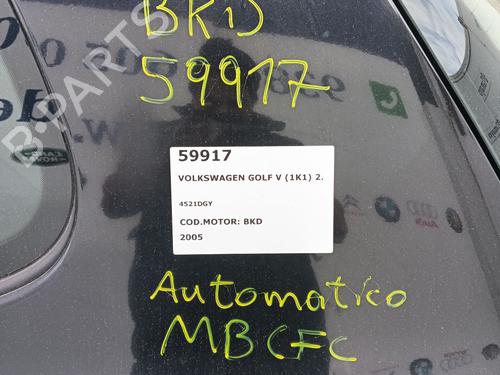 BKD
59917
59917
VOLKSWAGEN GOLF V (1K1) 2.
4521DGY
COD.MOTOR: BKD
2005
Automatico
MBCFC
B-PARTS